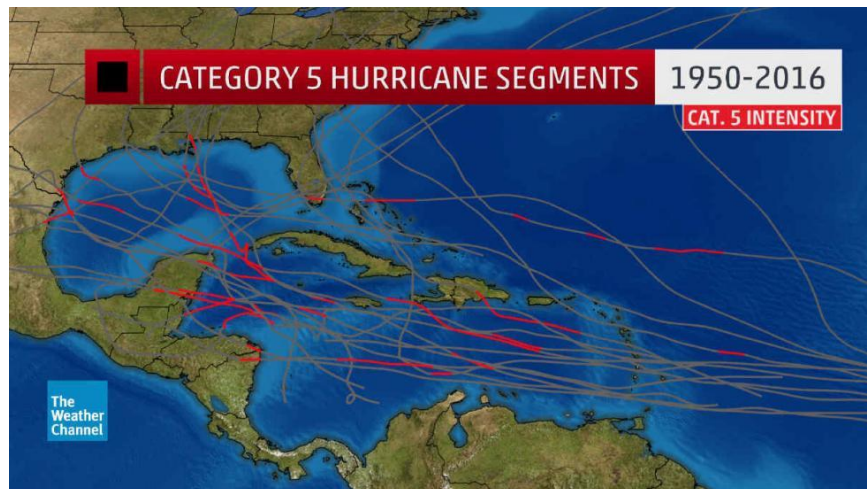 CATEGORY 5 HURRICANE SEGMENTS 1950-2016
CAT. 5 INTENSITY
The
Weather
Channel